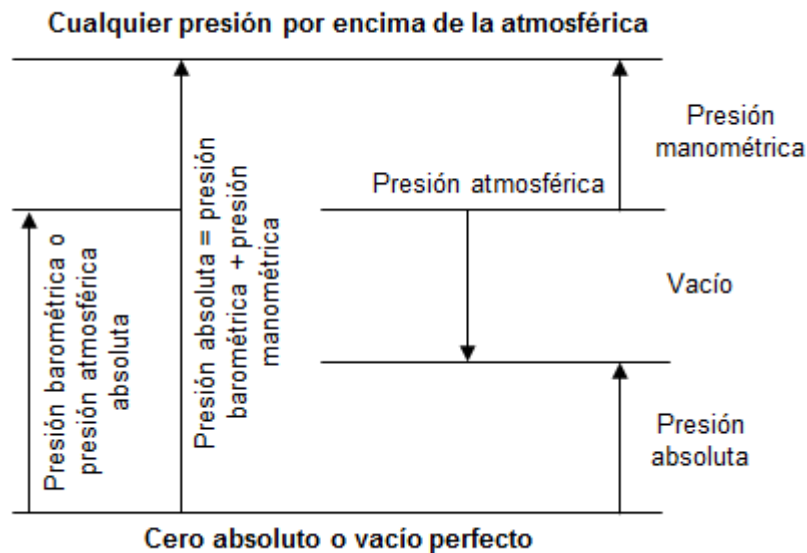 Cualquier presión por encima de la atmosférica
Presión
manométrica
Presión atmosférica
Presión barométrica o
presión atmosférica
absoluta
Presión absoluta = presión
barométrica + presión
manométrica
Vacío
Presión
absoluta
Cero absoluto o vacío perfecto